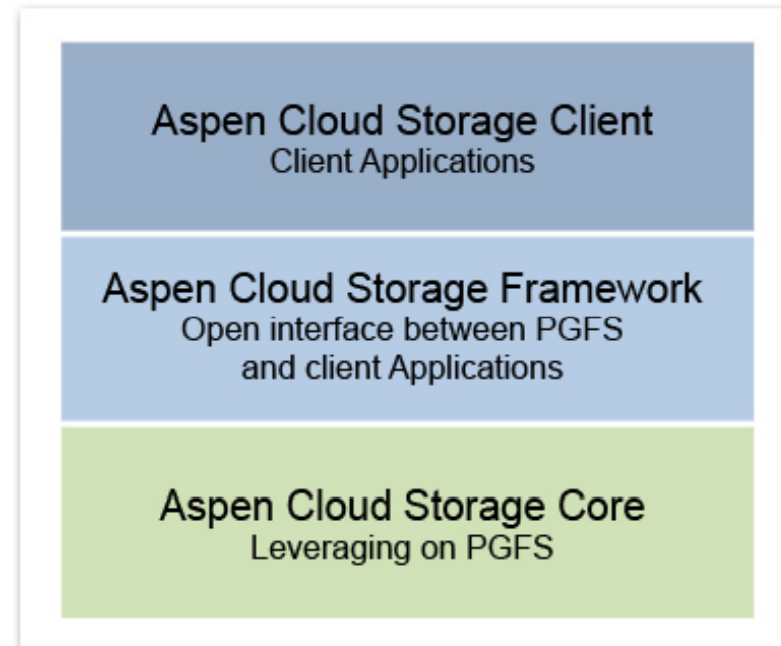 Aspen Cloud Storage Client
Client Applications
Aspen Cloud Storage Framework
Open interface between PGFS
and client Applications
Aspen Cloud Storage Core
Leveraging on PGFS